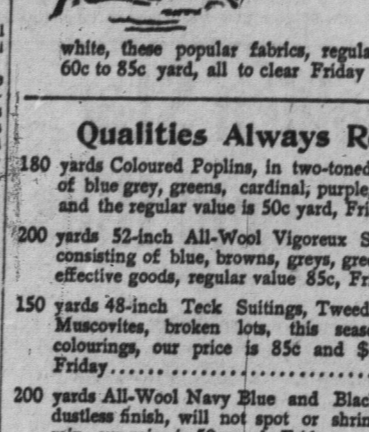 white, these popular fabrics, regula
60c to 85c yard, all to clear Friday
Qualities Always R
180 yards Coloured Poplins, in two-toned
of blue grey, greens, cardinal, purple,
and the regular value is 50c yard, Fri
200 yards 52-inch All-Wool Vigoreux S
consisting of blue, browns, greys, gre
effective goods, regular value 85c, Fr
150 yards 48-inch Teck Suitings, Tweed
Muscovites, broken lots, this seas
colourings, our price is 85c and $
Friday
200 yards All-Wool Navy Blue and Blac
dustless finish, will not spot or shrin